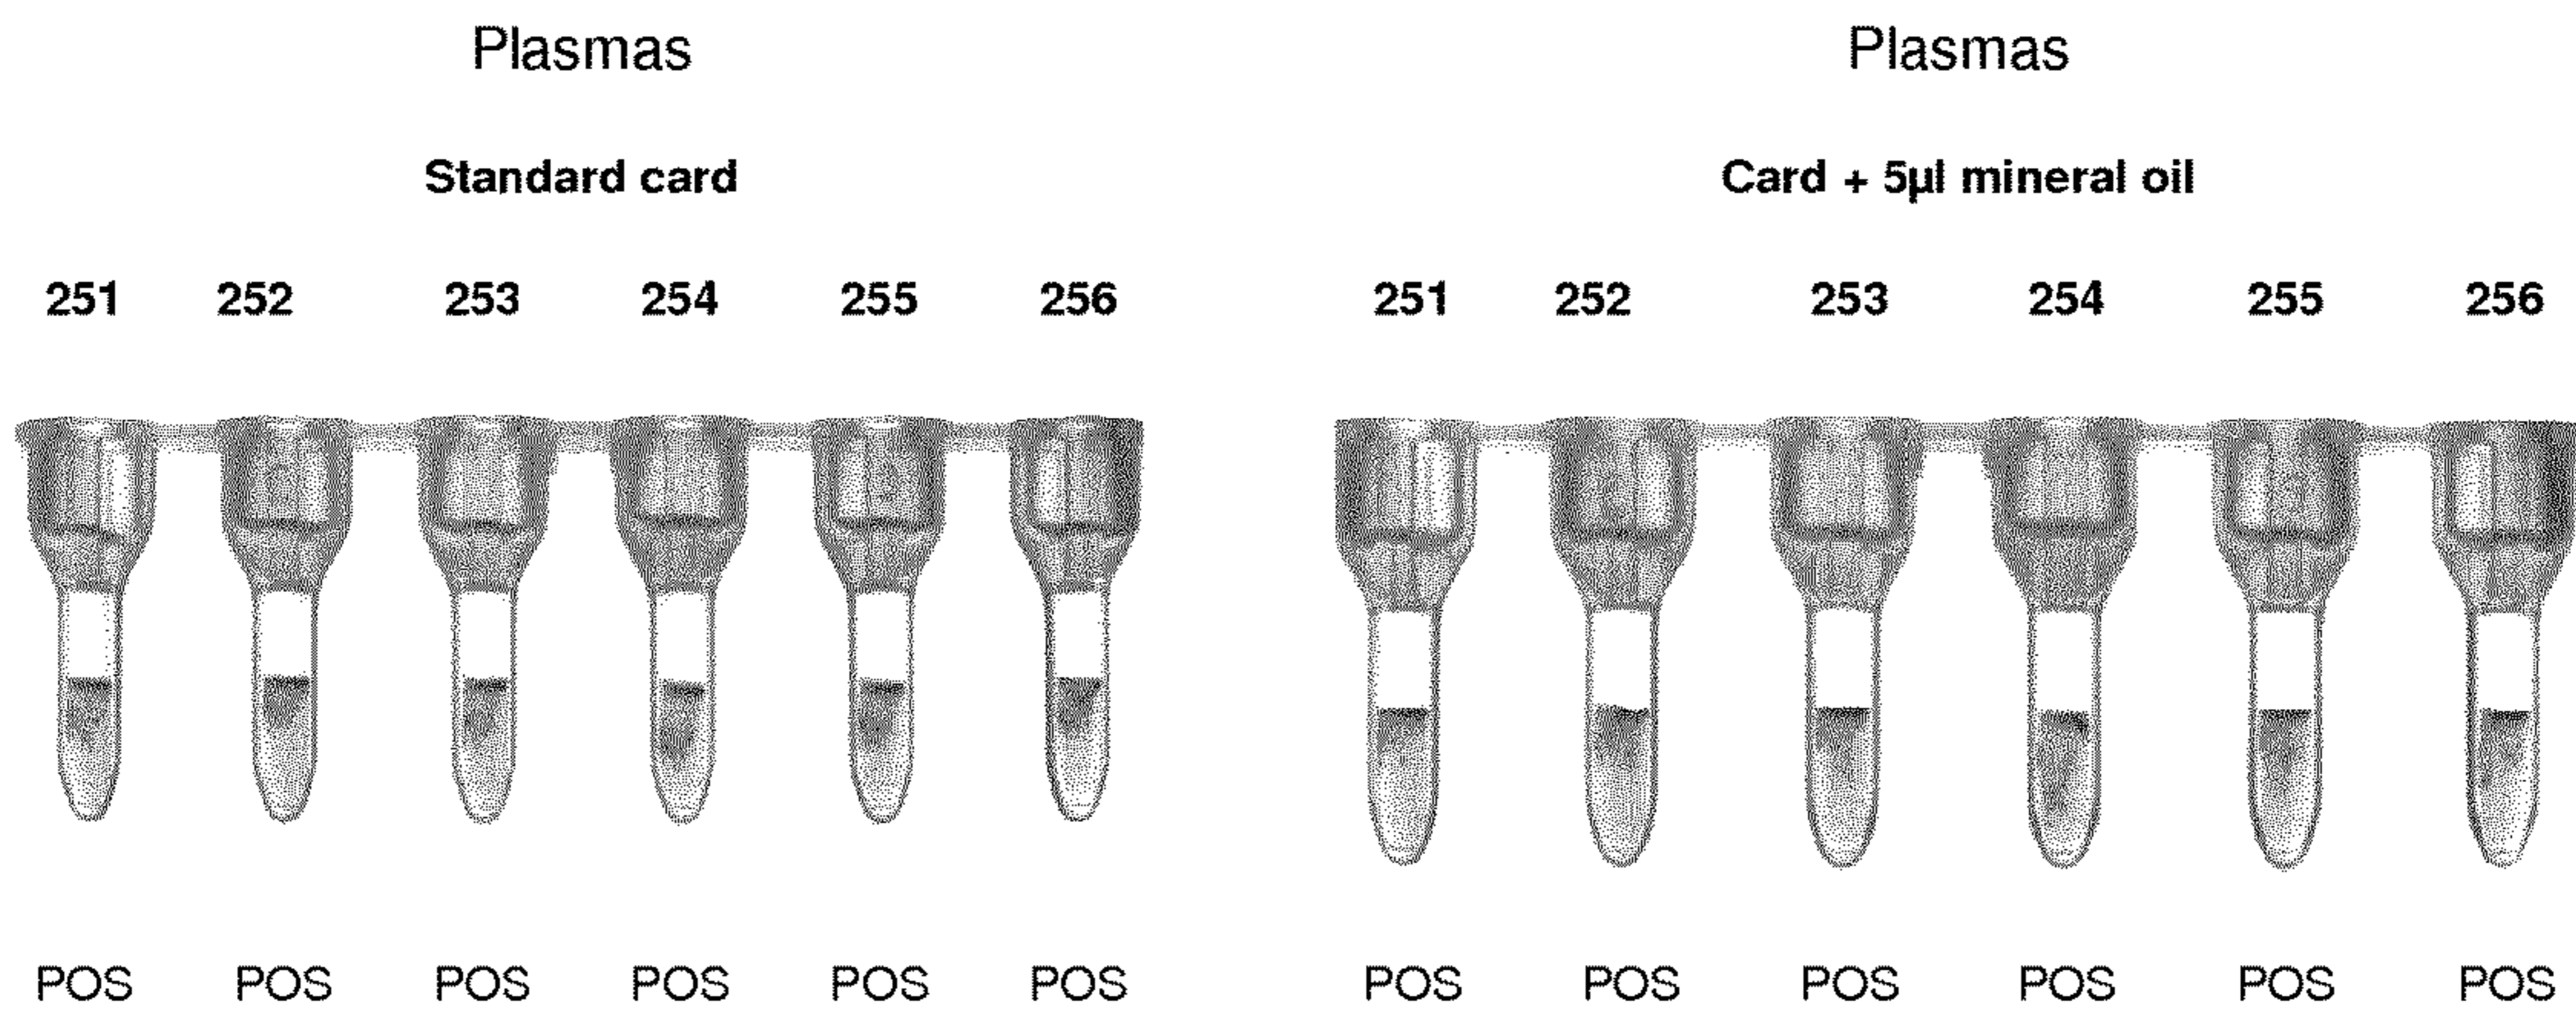 Plasmas
Standard card
251 252 253 254 255 256
POS POS POS POS POS POS
Plasmas
Card + 5µl mineral oil
251 252 253 254 255 256
POS POS POS POS POS POS